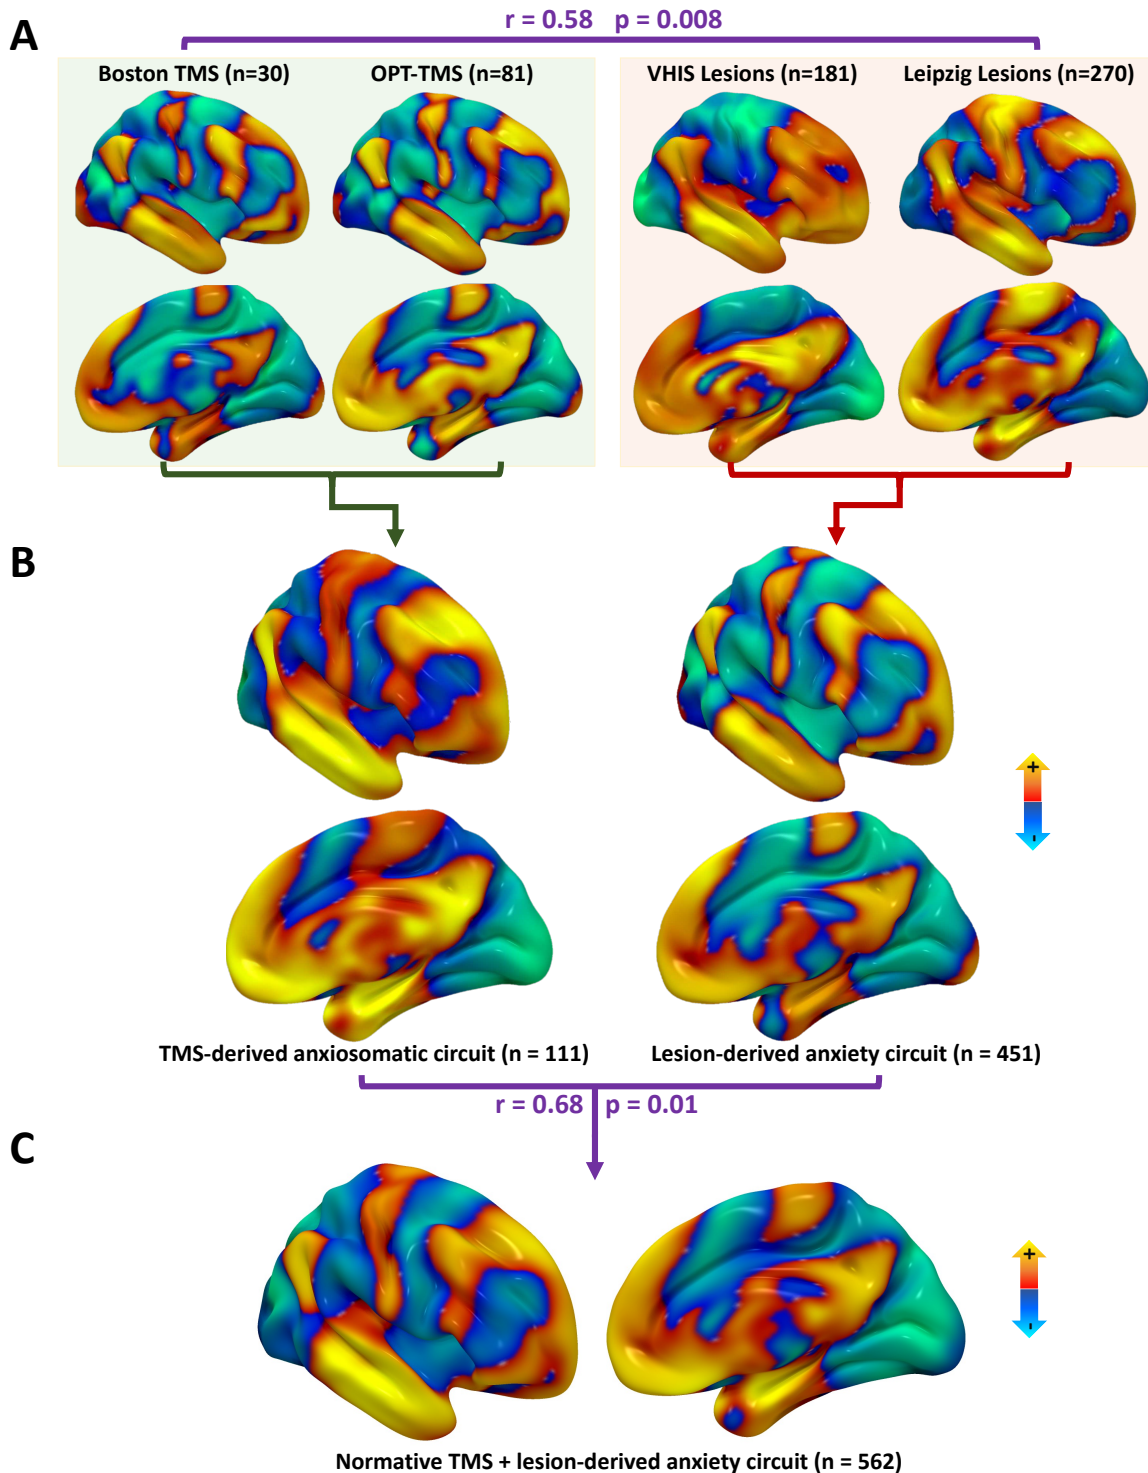 r = 0.58 p = 0.008
A
Boston TMS (n=30) OPT-TMS (n=81) VHIS Lesions (n=181) Leipzig Lesions (n=270)
B
+
-
TMS-derived anxiosomatic circuit (n = 111) Lesion-derived anxiety circuit (n = 451)
r = 0.68 p = 0.01
C
+
-
Normative TMS + lesion-derived anxiety circuit (n = 562)